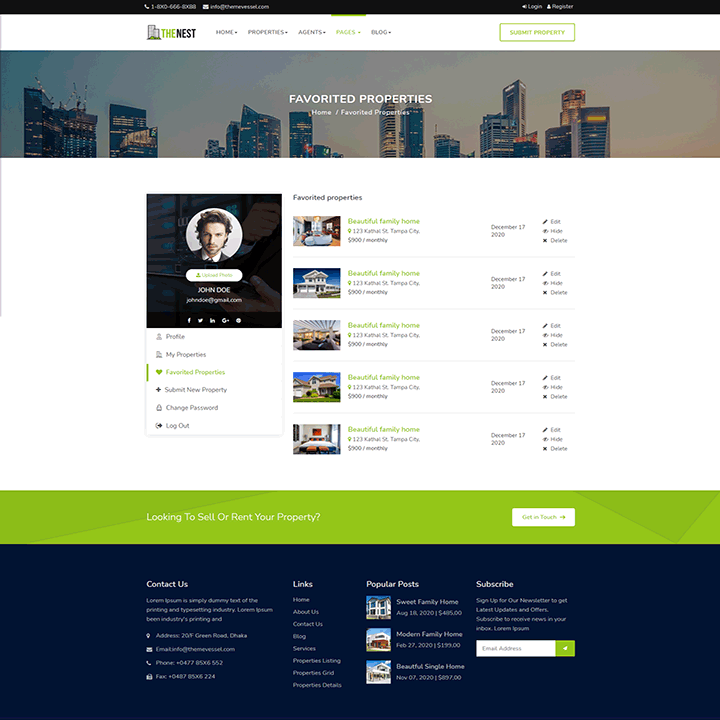 1-8X0-666-8X88 info@themevessel.com Login Register
THENEST HOME PROPERTIES AGENTS PAGES BLOG SUBMIT PROPERTY
FAVORITED PROPERTIES
Home / Favorited Properties
Upload Photo
JOHN DOE
johndoe@gmail.com
Profile
My Properties
Favorited Properties
Submit New Property
Change Password
Log Out
Favorited properties
Beautiful family home
123 Kathal St. Tampa City,
$900 / monthly
December 17
2020
Edit
Hide
Delete
Beautiful family home
123 Kathal St. Tampa City,
$900 / monthly
December 17
2020
Edit
Hide
Delete
Beautiful family home
123 Kathal St. Tampa City,
$900 / monthly
December 17
2020
Edit
Hide
Delete
Beautiful family home
123 Kathal St. Tampa City,
$900 / monthly
December 17
2020
Edit
Hide
Delete
Beautiful family home
123 Kathal St. Tampa City,
$900 / monthly
December 17
2020
Edit
Hide
Delete
Looking To Sell Or Rent Your Property? Get in Touch
Contact Us
Lorem Ipsum is simply dummy text of the
printing and typesetting industry. Lorem Ipsum
been industry's printing and
Address: 20/F Green Road, Dhaka
Email:info@themevessel.com
Phone: +0477 85X6 552
Fax: +0487 85X6 224
Links
Home
About Us
Contact Us
Blog
Services
Properties Listing
Properties Grid
Properties Details
Popular Posts
Sweet Family Home
Aug 18, 2020 | $485,00
Modern Family Home
Feb 27, 2020 | $199,00
Beautful Single Home
Nov 07, 2020 | $897,00
Subscribe
Sign Up for Our Newsletter to get
Latest Updates and Offers.
Subscribe to receive news in your
inbox. Lorem Ipsum
Email Address